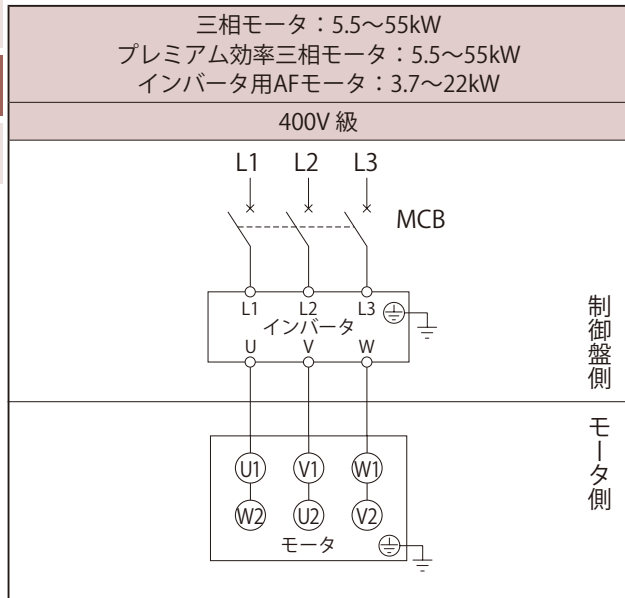 三相モータ：5.5～55kW
プレミアム効率三相モータ：5.5～55kW
インバータ用AFモータ：3.7～22kW
400V 級
L1 L2 L3
MCB
L1 L2 L3
インバータ
U V W
制御盤側
モータ側
U1 V1 W1
W2 U2 V2
モータ